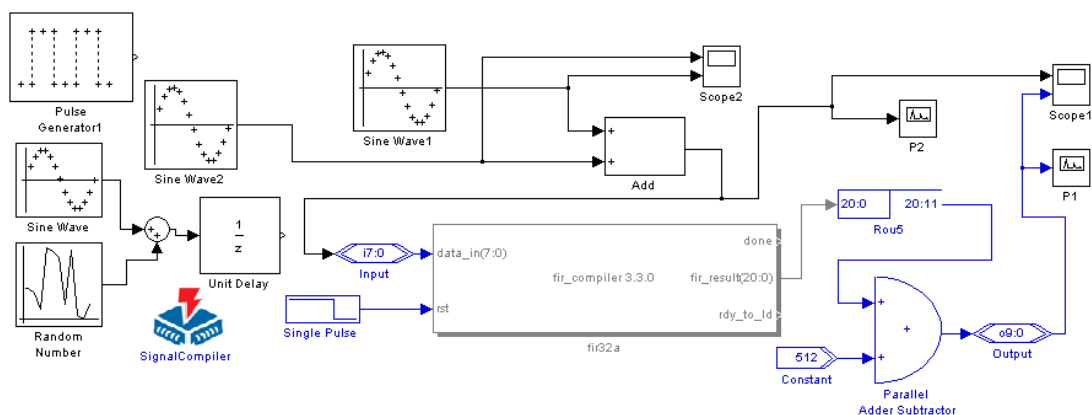 Pulse
Generator1
Sine Wave2
Sine Wave1
Scope2
Scope1
P2
P1
Add
Sine Wave
1
z
Unit Delay
Random
Number
SignalCompiler
i7:0
Input
Single Pulse
data_in(7:0)
rst
fir_compiler 3.3.0
done
fir_result(20:0)
rdy_to_ld
fir32a
20:0
20:11
Rou5
512
Constant
Parallel
Adder Subtractor
o9:0
Output